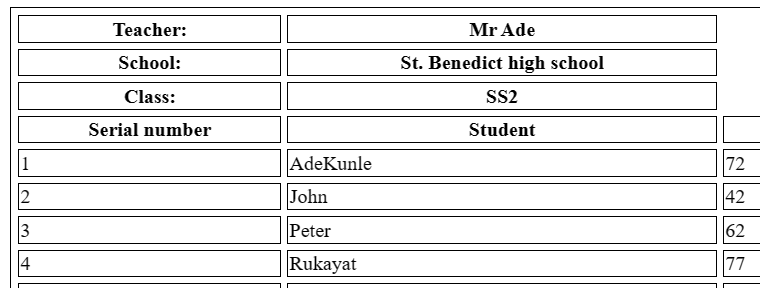 Teacher: Mr Ade
School: St. Benedict high school
Class: SS2
Serial number Student
1 AdeKunle 72
2 John 42
3 Peter 62
4 Rukayat 77